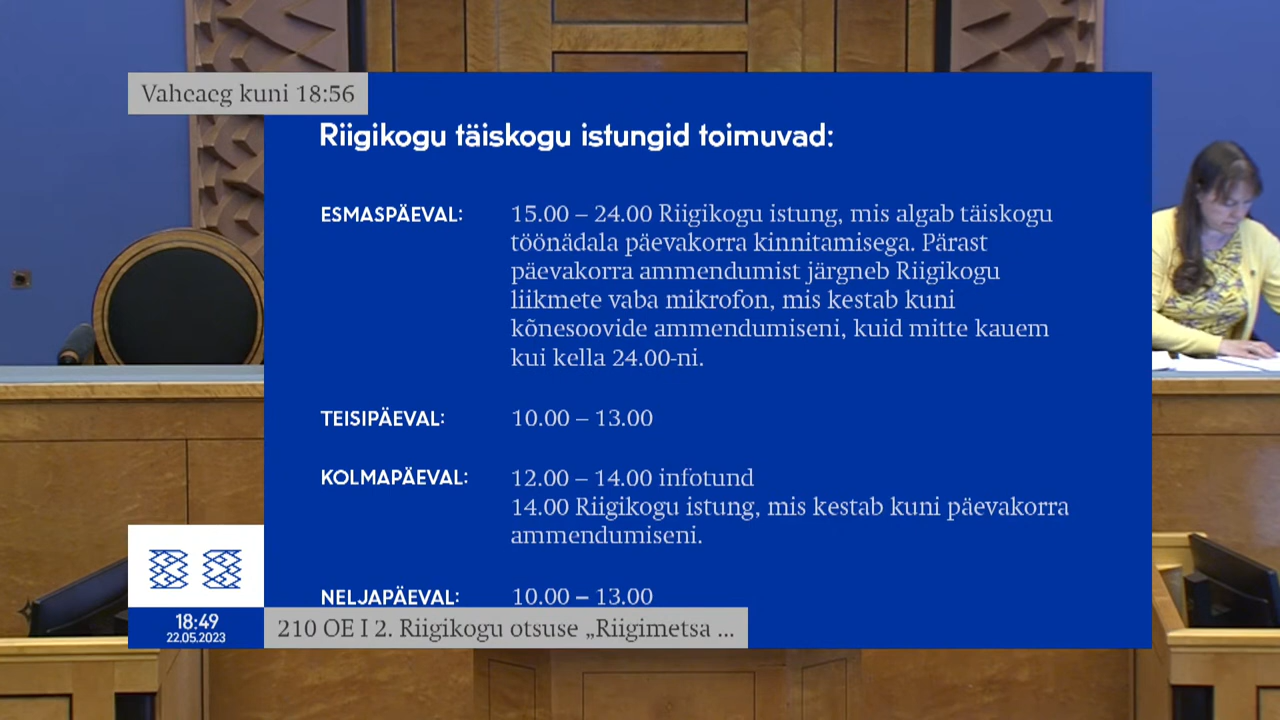 Vaheaeg kuni 18:56
Riigikogu täiskogu istungid toimuvad:
ESMASPÄEVAL:
15.00 – 24.00 Riigikogu istung, mis algab täiskogu
töönädala päevakorra kinnitamisega. Pärast
päevakorra ammendumist järgneb Riigikogu
liikmete vaba mikrofon, mis kestab kuni
kõnesoovide ammendumiseni, kuid mitte kauem
kui kella 24.00-ni.
TEISIPÄEVAL:
10.00 – 13.00
KOLMAPÄEVAL:
12.00 – 14.00 infotund
14.00 Riigikogu istung, mis kestab kuni päevakorra
ammendumiseni.
NELJAPÄEVAL:
10.00 – 13.00
18:49
22.05.2023
210 OE I 2. Riigikogu otsuse „Riigimetsa ...